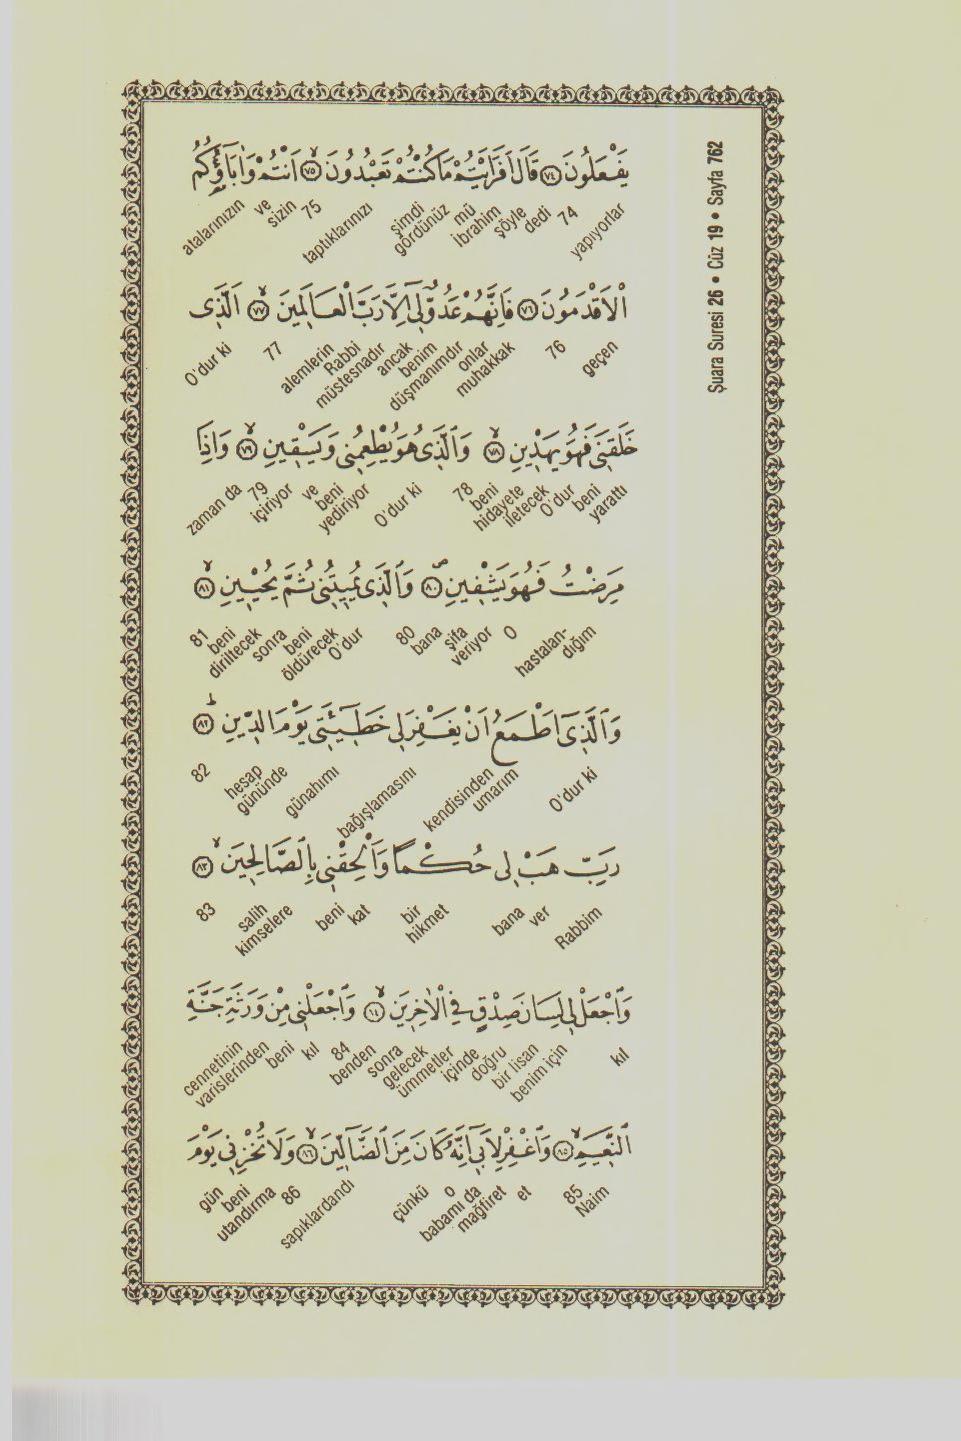 Şuara Suresi 26 • Cüz 19 • Sayfa 762
يَفْعَلُونَ ﴿٧٤﴾ قَالَ اَفَرَاَيْتُمْ مَا كُنْتُمْ تَعْبُدُونَۙ ﴿٧٥﴾ اَنْتُمْ وَاٰبَٓاؤُ۬كُمُ
yapıyorlar 74 dedi şöyle İbrahim mü gördünüz şimdi taptıklarınızı 75 sizin ve atalarınızın
الْاَقْدَمُونَ ﴿٧٦﴾ فَاِنَّهُمْ عَدُوٌّ ل۪ٓي اِلَّا رَبَّ الْعَالَم۪ينَۙ ﴿٧٧﴾ اَلَّذ۪ى
geçen 76 muhakkak onlar düşmanımdır benim ancak müstesnadır Rabbi alemlerin 77 O'dur ki
خَلَقَن۪ى فَهُوَ يَهْد۪ينِۙ ﴿٧٨﴾ وَالَّذ۪ى هُوَ يُطْعِمُن۪ى وَيَسْق۪ينِۙ ﴿٧٩﴾ وَاِذَا
yarattı beni O'dur iletecek hidayete beni 78 O'dur ki yediriyor beni ve içiriyor 79 zaman da
مَرِضْتُ فَهُوَ يَشْف۪ينِۖ ﴿٨٠﴾ وَالَّذ۪ى يُم۪يتُن۪ى ثُمَّ يُحْي۪ينِۙ ﴿٨١﴾
hastalan-dığım O veriyor şifa bana 80 O'dur öldürecek beni sonra diriltecek beni 81
وَالَّذ۪ٓى اَطْمَعُ اَنْ يَغْفِرَ ل۪ى خَط۪ٓيـَٔت۪ى يَوْمَ الدّ۪ينِۜ ﴿٨٢﴾
O'dur ki umarım kendisinden bağışlamasını günahımı gününde hesap 82
رَبِّ هَبْ ل۪ى حُكْمًا وَاَلْحِقْن۪ى بِالصَّالِح۪ينَۙ ﴿٨٣﴾
Rabbim ver bana hikmet bir kat beni kimselere salih 83
وَاجْعَلْ ل۪ى لِسَانَ صِدْقٍ فِى الْاٰخِر۪ينَۙ ﴿٨٤﴾ وَاجْعَلْن۪ى مِنْ وَرَثَةِ جَنَّةِ
kıl benim için bir lisan doğru içinde ümmetler gelecek sonra benden 84 kıl beni varislerinden cennetinin
النَّع۪يمِۙ ﴿٨٥﴾ وَاغْفِرْ لِاَب۪ٓى اِنَّهُ كَانَ مِنَ الضَّٓالّ۪ينَۙ ﴿٨٦﴾ وَلَا تُخْزِن۪ى يَوْمَ
Naim 85 et mağfiret babamı da o çünkü sapıklardandı 86 utandırma beni gün